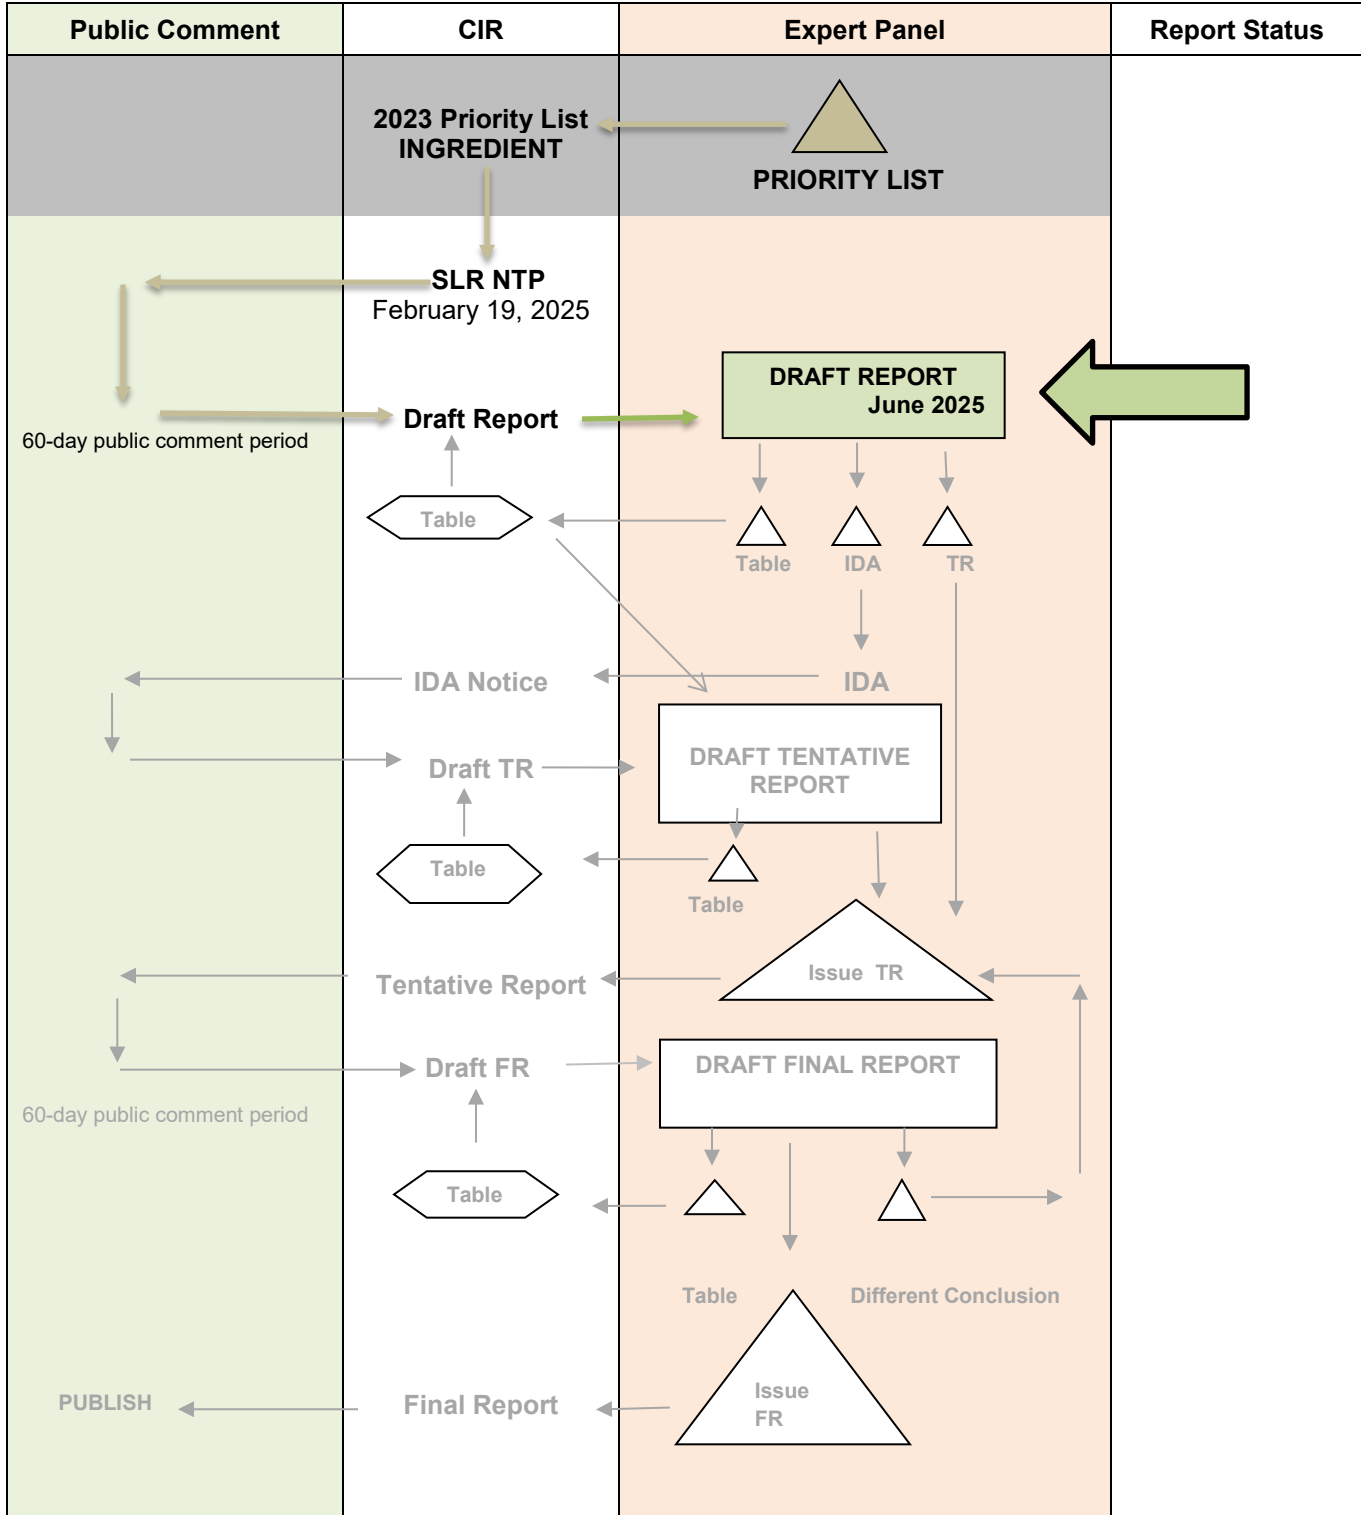 Public Comment
CIR
Expert Panel
Report Status
2023 Priority List
INGREDIENT
PRIORITY LIST
SLR NTP
February 19, 2025
DRAFT REPORT
June 2025
Draft Report
60-day public comment period
Table
Table
IDA
TR
IDA Notice
IDA
Draft TR
DRAFT TENTATIVE
REPORT
Table
Table
Tentative Report
Issue TR
Draft FR
DRAFT FINAL REPORT
60-day public comment period
Table
Table
Different Conclusion
PUBLISH
Final Report
Issue
FR